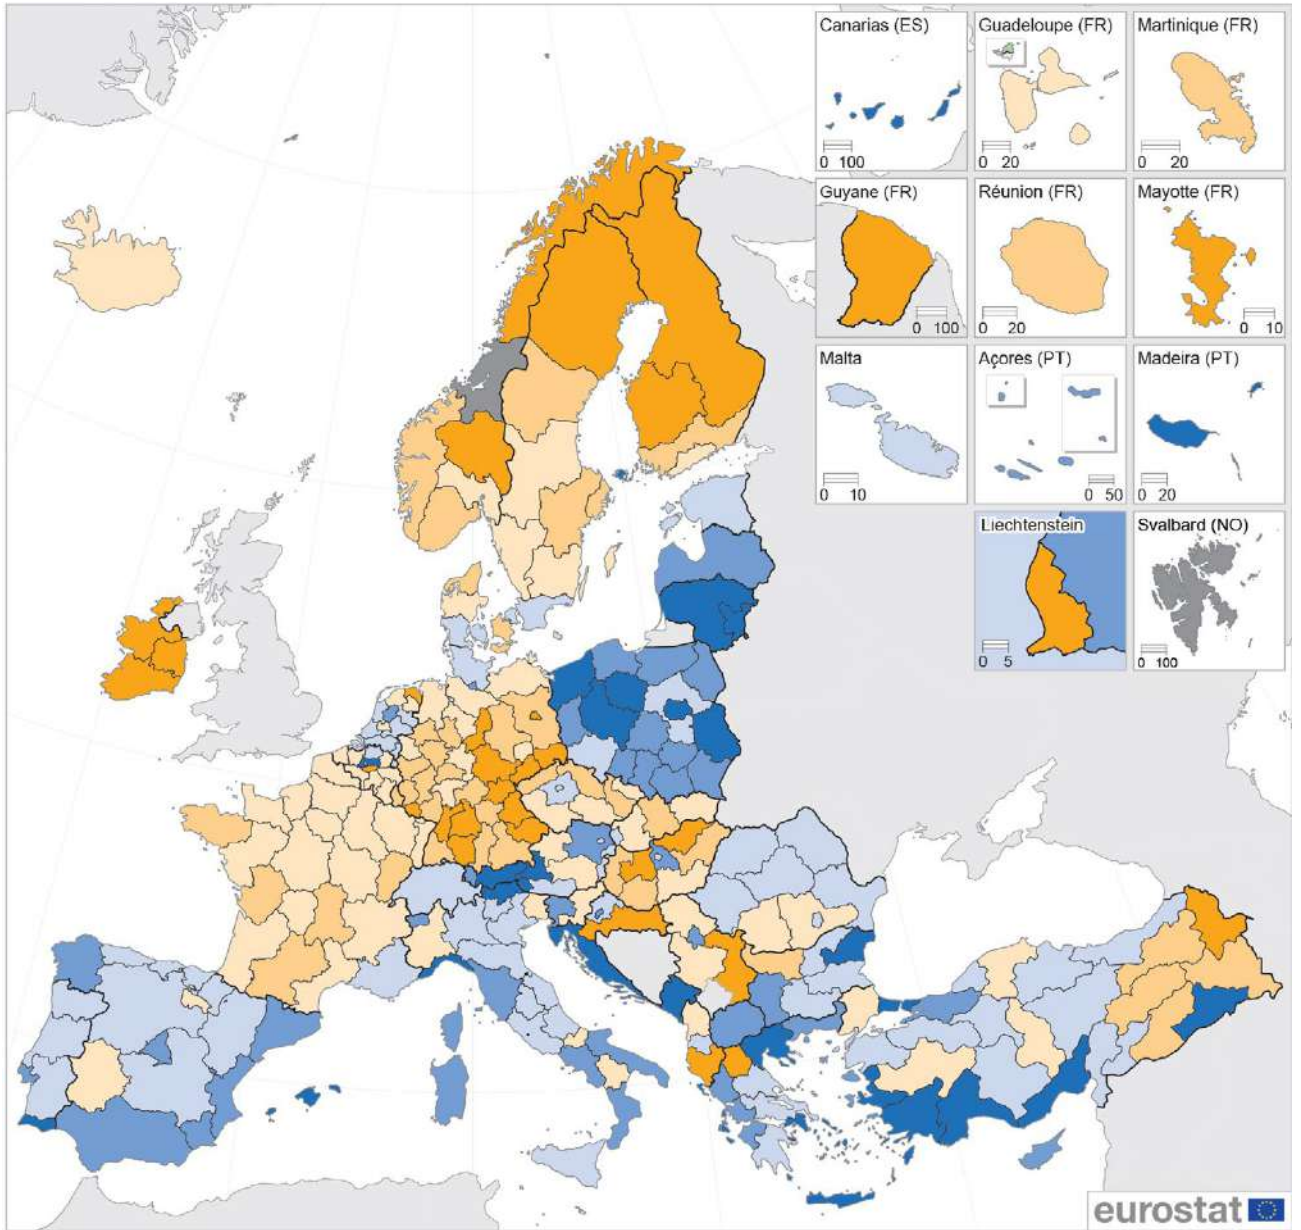 Canarias (ES)
0 100
Guadeloupe (FR)
0 20
Martinique (FR)
0 20
Guyane (FR)
0 100
Réunion (FR)
0 20
Mayotte (FR)
0 10
Malta
0 10
Açores (PT)
0 50
Madeira (PT)
0 20
Liechtenstein
0 5
Svalbard (NO)
0 100
eurostat